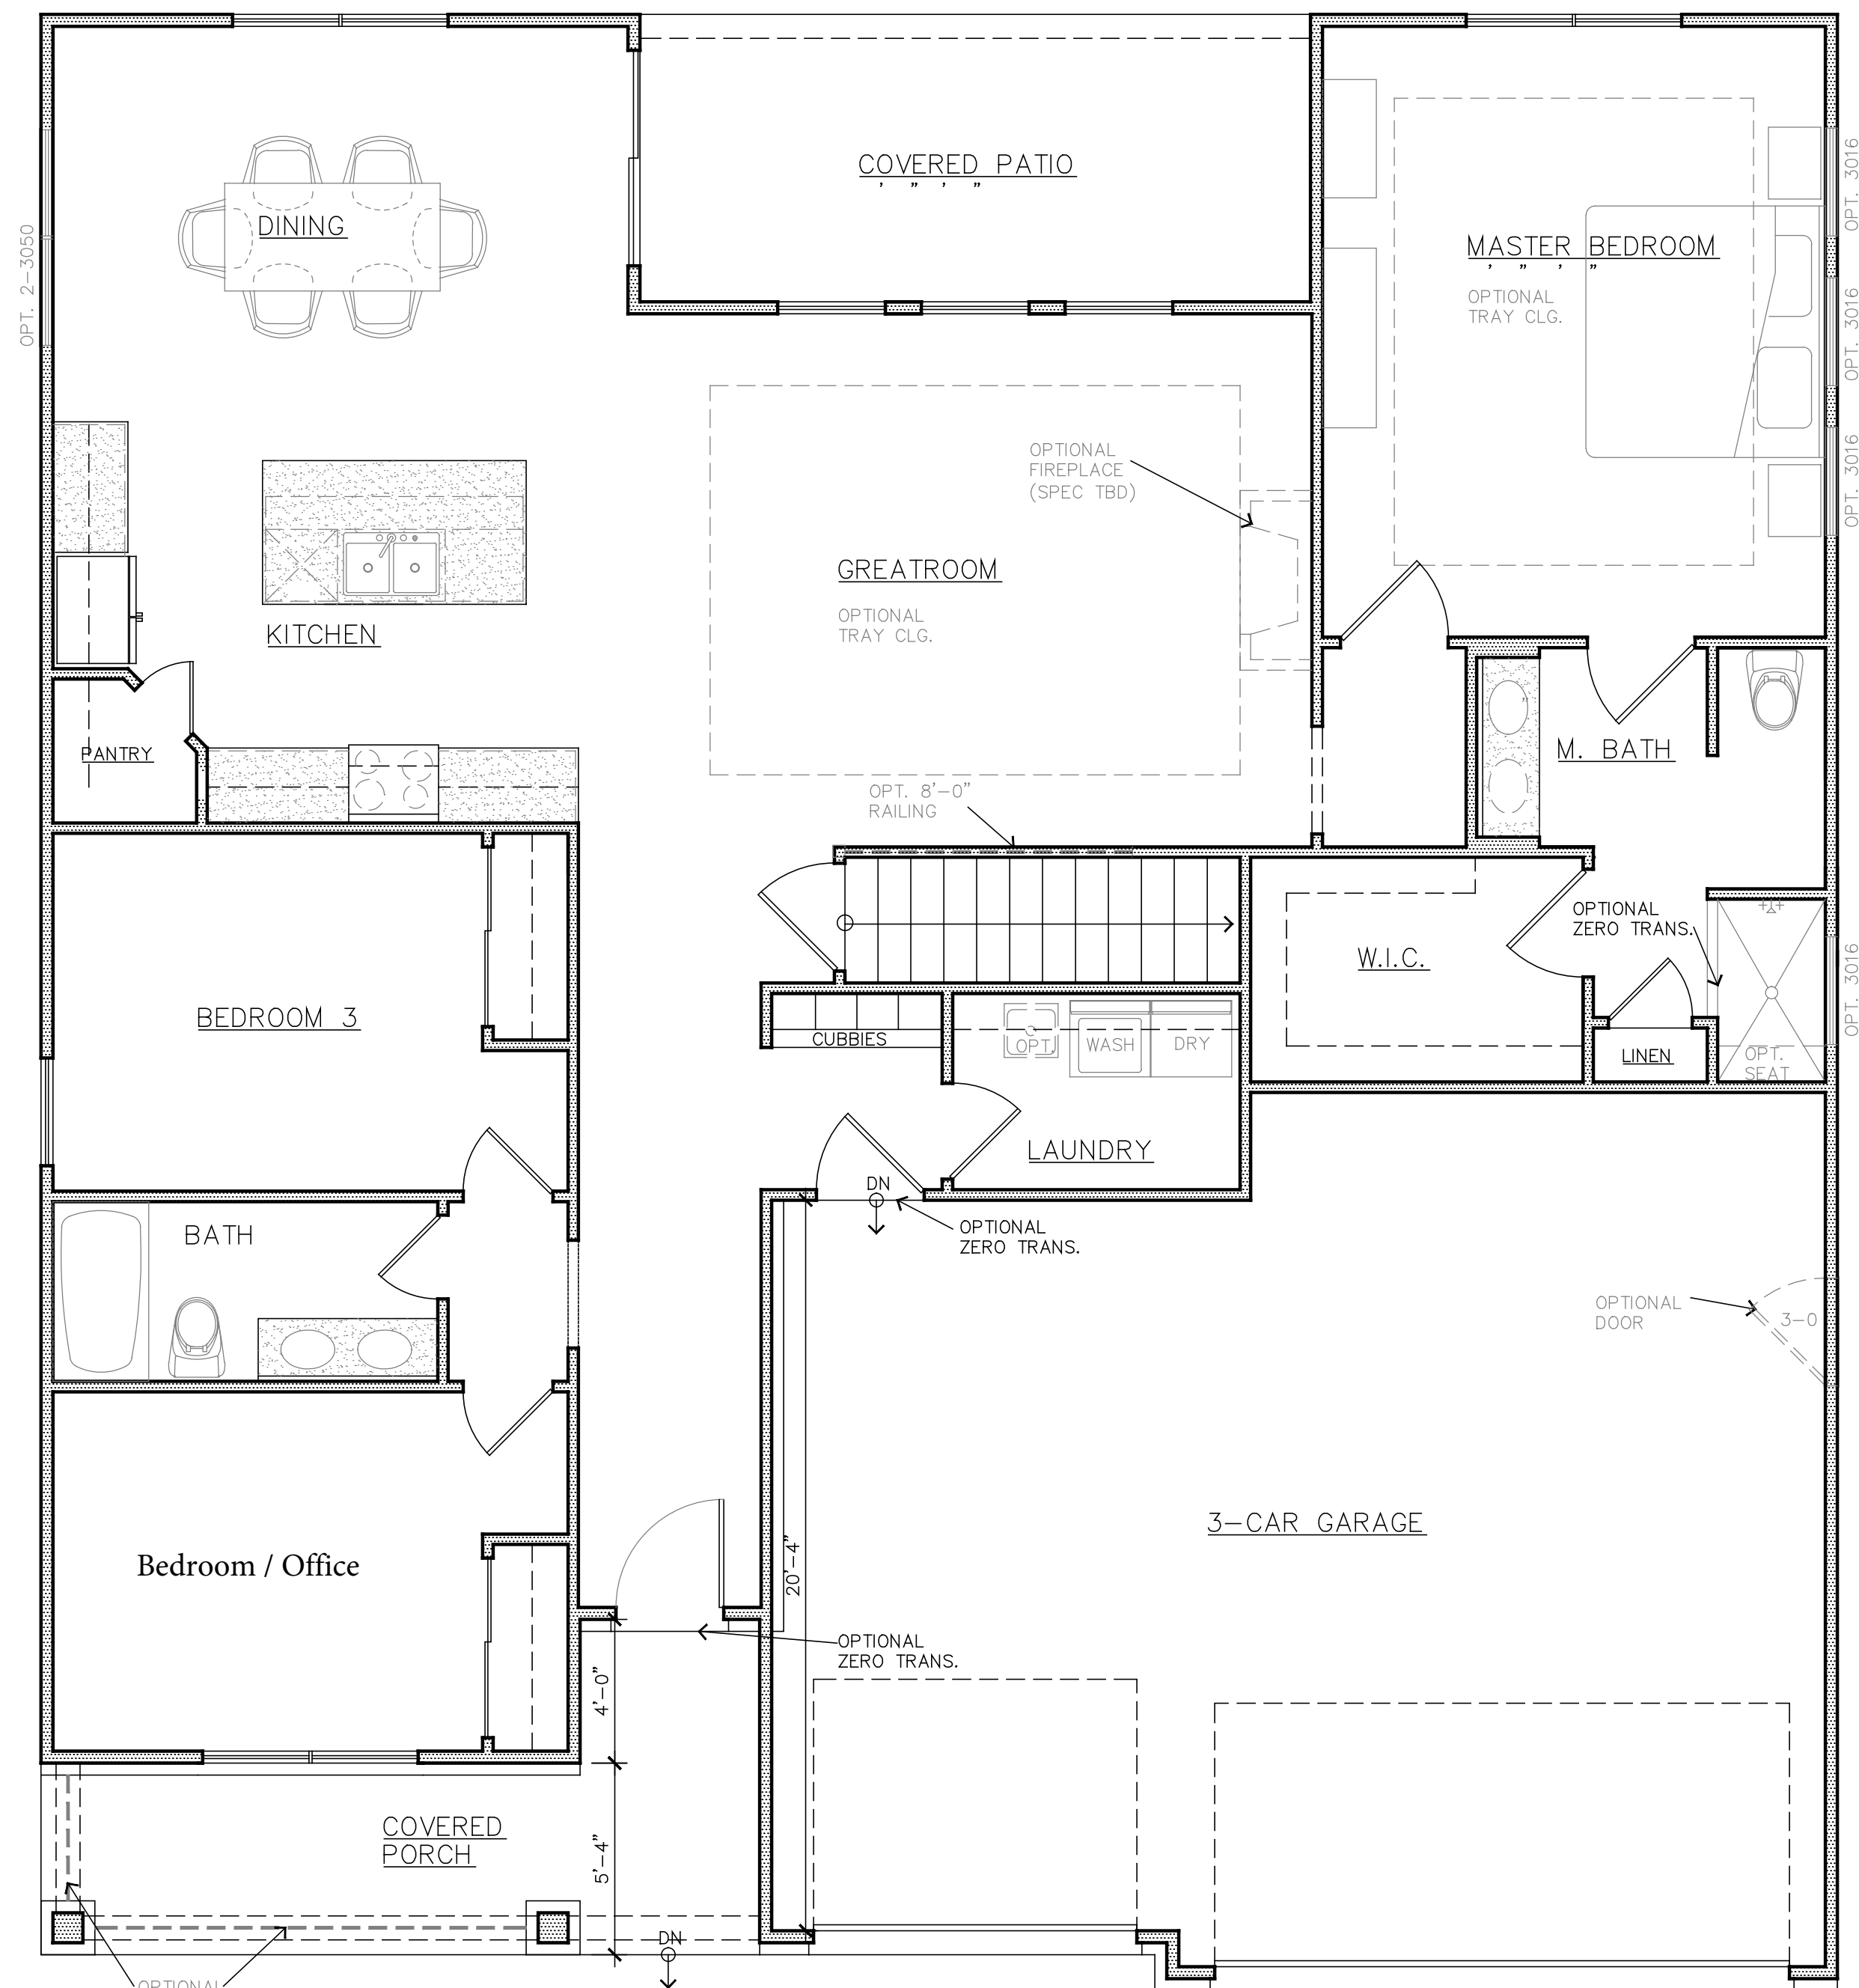 COVERED PATIO
' " ' "
DINING
OPT. 2-3050
MASTER BEDROOM
' " ' "
OPTIONAL
TRAY CLG.
OPT. 3016
OPT. 3016
OPT. 3016
OPTIONAL
FIREPLACE
(SPEC TBD)
GREATROOM
OPTIONAL
TRAY CLG.
KITCHEN
PANTRY
M. BATH
OPT. 8'-0"
RAILING
OPTIONAL
ZERO TRANS.
W.I.C.
OPT. 3016
BEDROOM 3
CUBBIES
OPT.
WASH
DRY
LINEN
OPT.
SEAT
LAUNDRY
DN
OPTIONAL
ZERO TRANS.
BATH
OPTIONAL
DOOR
3-0
3-CAR GARAGE
Bedroom / Office
20'-4"
OPTIONAL
ZERO TRANS.
4'-0"
COVERED
PORCH
5'-4"
DN
OPTIONAL